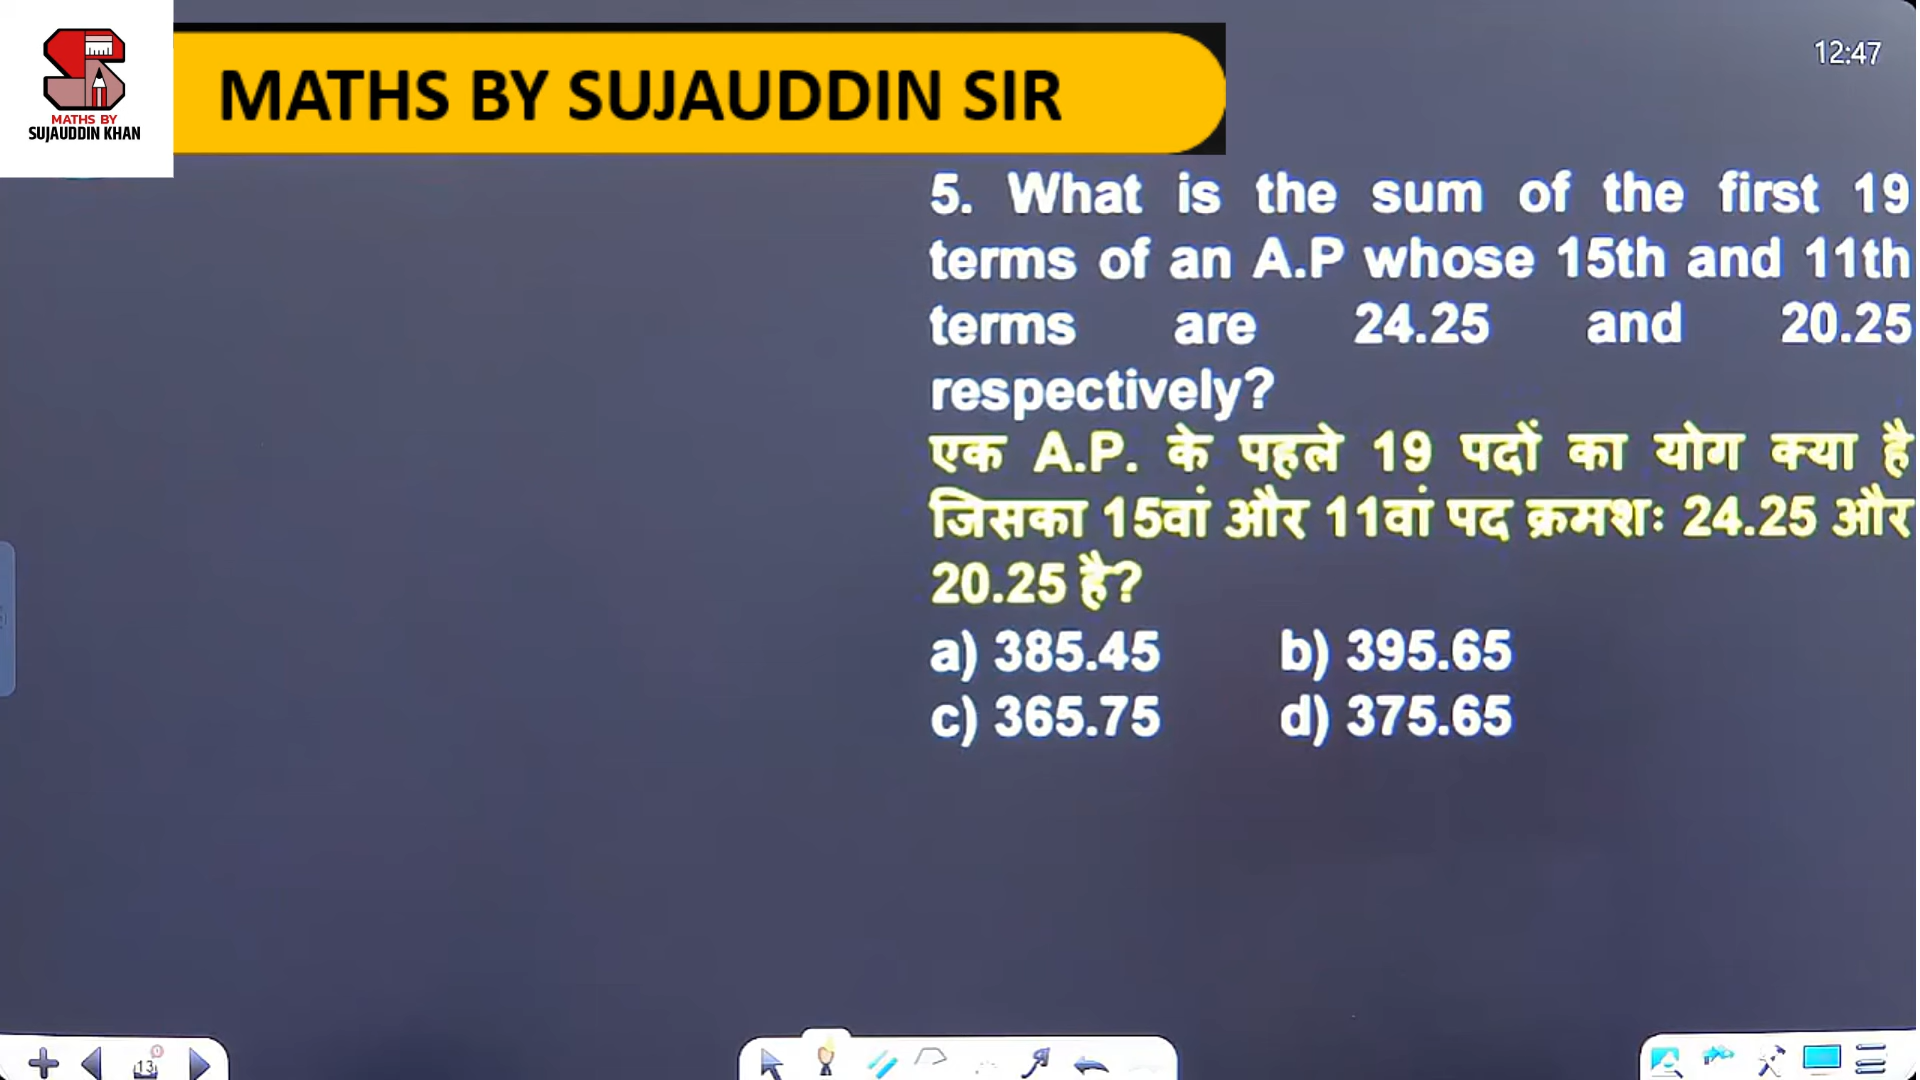 MATHS BY SUJAUDDIN SIR
12:47
MATHS BY
SUJAUDDIN KHAN
5. What is the sum of the first 19
terms of an A.P whose 15th and 11th
terms are 24.25 and 20.25
respectively?
एक A.P. के पहले 19 पदों का योग क्या है
जिसका 15वां और 11वां पद क्रमशः 24.25 और
20.25 है?
a) 385.45 b) 395.65
c) 365.75 d) 375.65
13